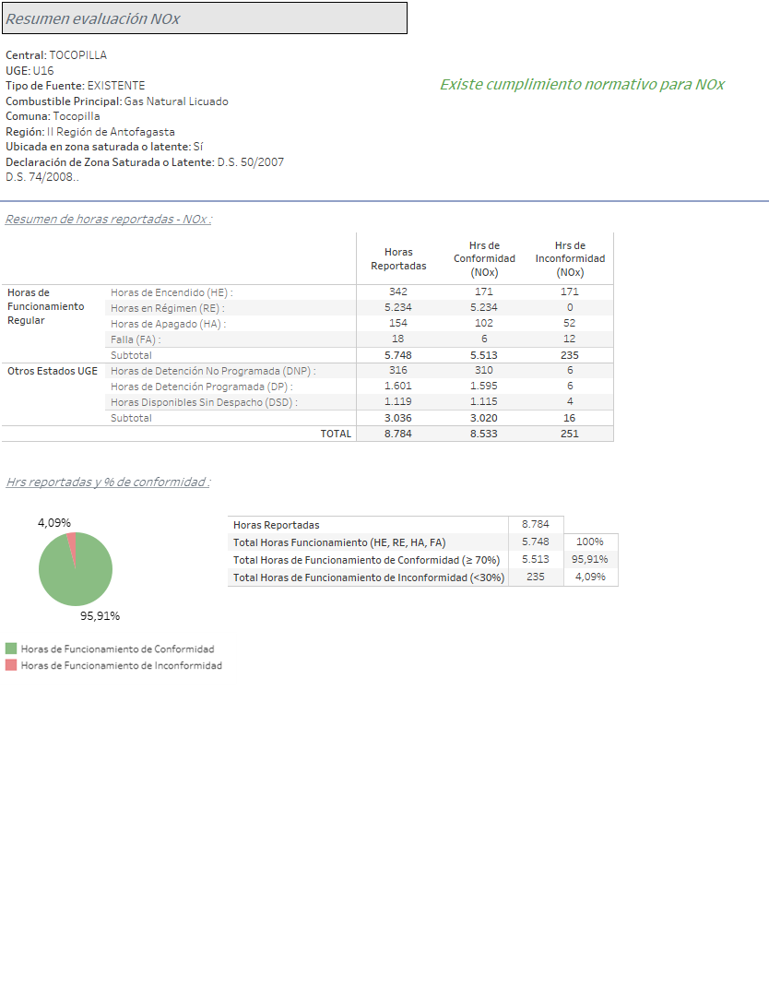 Resumen evaluación NOx
Central: TOCOPILLA
UGE: U16
Tipo de Fuente: EXISTENTE
Combustible Principal: Gas Natural Licuado
Comuna: Tocopilla
Región: II Región de Antofagasta
Ubicada en zona saturada o latente: Sí
Declaración de Zona Saturada o Latente: D.S. 50/2007
D.S. 74/2008..
Existe cumplimiento normativo para NOx
Resumen de horas reportadas - NOx :
Horas Reportadas Hrs de Conformidad (NOx) Hrs de Inconformidad (NOx)
Horas de Funcionamiento Regular
Horas de Encendido (HE) : 342 171 171
Horas en Régimen (RE) : 5.234 5.234 0
Horas de Apagado (HA) : 154 102 52
Falla (FA) : 18 6 12
Subtotal 5.748 5.513 235
Otros Estados UGE Horas de Detención No Programada (DNP) : 316 310 6
Horas de Detención Programada (DP) : 1.601 1.595 6
Horas Disponibles Sin Despacho (DSD) : 1.119 1.115 4
Subtotal 3.036 3.020 16
TOTAL 8.784 8.533 251
Hrs reportadas y % de conformidad :
4,09%
95,91%
Horas Reportadas 8.784
Total Horas Funcionamiento (HE, RE, HA, FA) 5.748 100%
Total Horas de Funcionamiento de Conformidad (≥ 70%) 5.513 95,91%
Total Horas de Funcionamiento de Inconformidad (<30%) 235 4,09%
Horas de Funcionamiento de Conformidad
Horas de Funcionamiento de Inconformidad